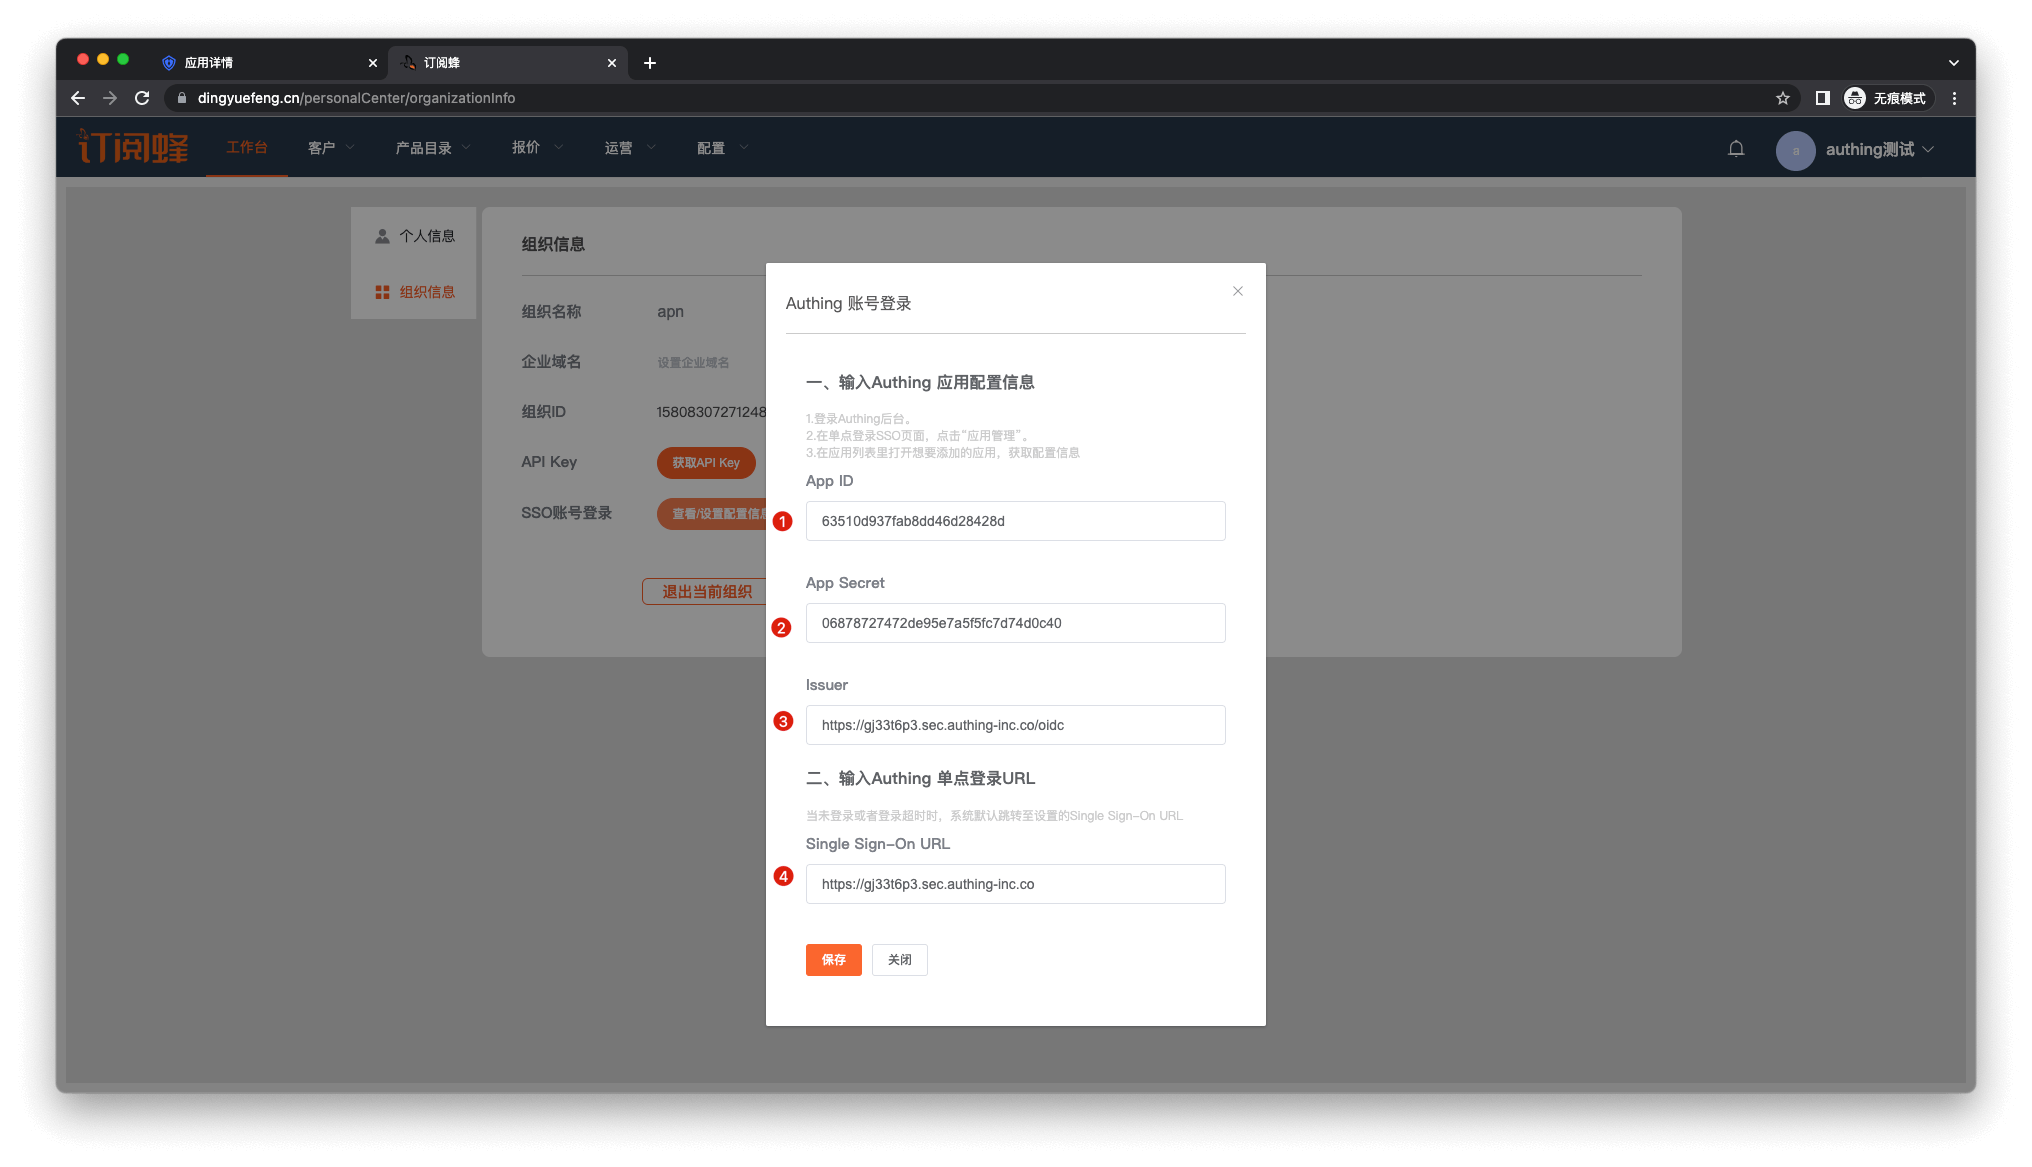 应用详情
订阅蜂
dingyuefeng.cn/personalCenter/organizationInfo
无痕模式
订阅蜂
工作台
客户
产品目录
报价
运营
配置
a
authing测试
个人信息
组织信息
组织信息
组织名称
apn
企业域名
设置企业域名
组织ID
15808307271248
API Key
获取API Key
SSO账号登录
查看/设置配置信息
退出当前组织
Authing 账号登录
一、输入Authing 应用配置信息
1.登录Authing后台。
2.在单点登录SSO页面，点击“应用管理”。
3.在应用列表里打开想要添加的应用，获取配置信息
App ID
1
63510d937fab8dd46d28428d
App Secret
2
06878727472de95e7a5f5fc7d74d0c40
Issuer
3
https://gj33t6p3.sec.authing-inc.co/oidc
二、输入Authing 单点登录URL
当未登录或者登录超时时，系统默认跳转至设置的Single Sign-On URL
Single Sign-On URL
4
https://gj33t6p3.sec.authing-inc.co
保存
关闭